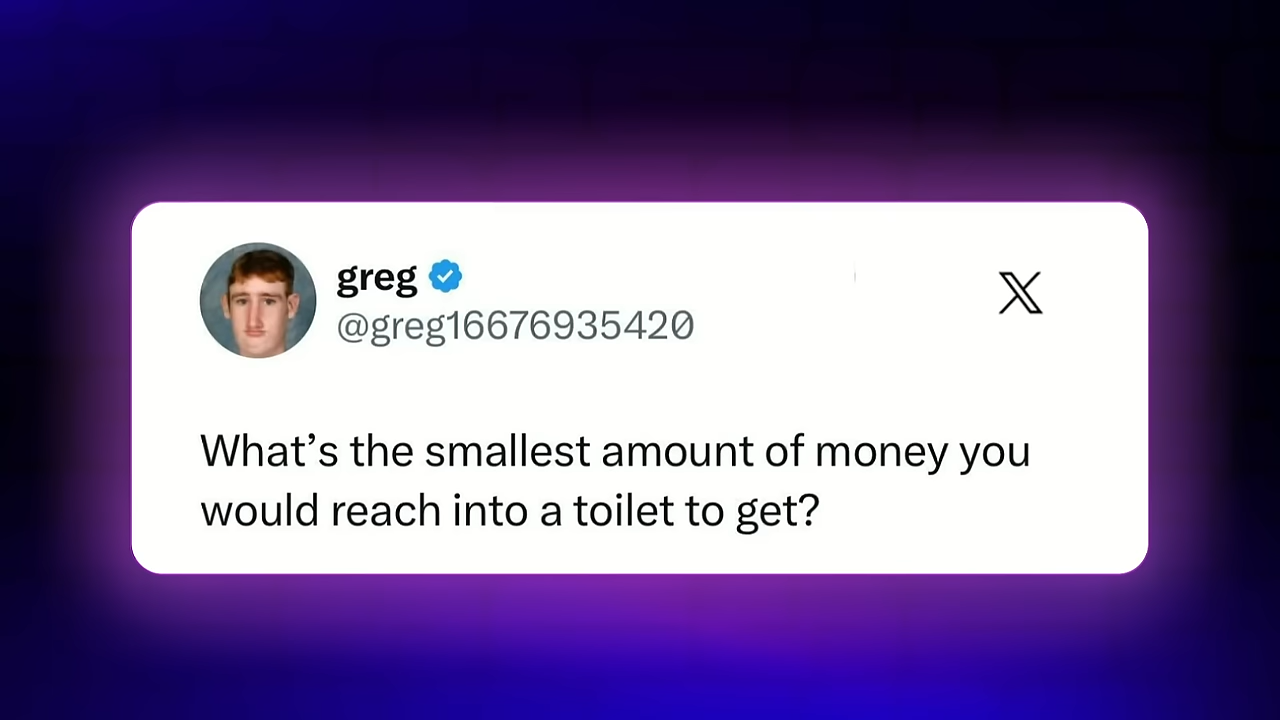 greg
@greg16676935420
What’s the smallest amount of money you
would reach into a toilet to get?